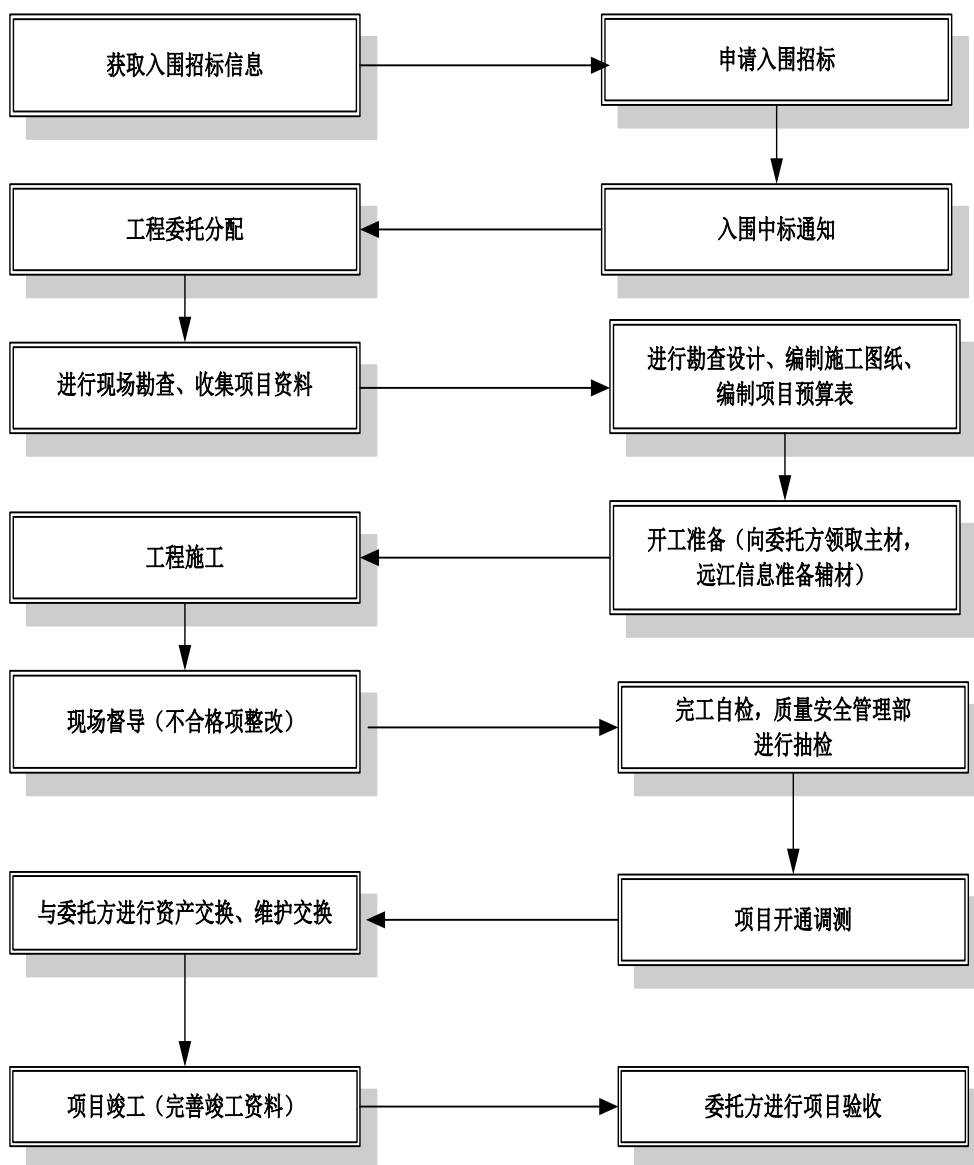 获取入围招标信息
申请入围招标
入围中标通知
工程委托分配
进行现场勘查、收集项目资料
进行勘查设计、编制施工图纸、
编制项目预算表
开工准备（向委托方领取主材，
远江信息准备辅材）
工程施工
现场督导（不合格项整改）
完工自检，质量安全管理部
进行抽检
项目开通调测
与委托方进行资产交换、维护交换
项目竣工（完善竣工资料）
委托方进行项目验收